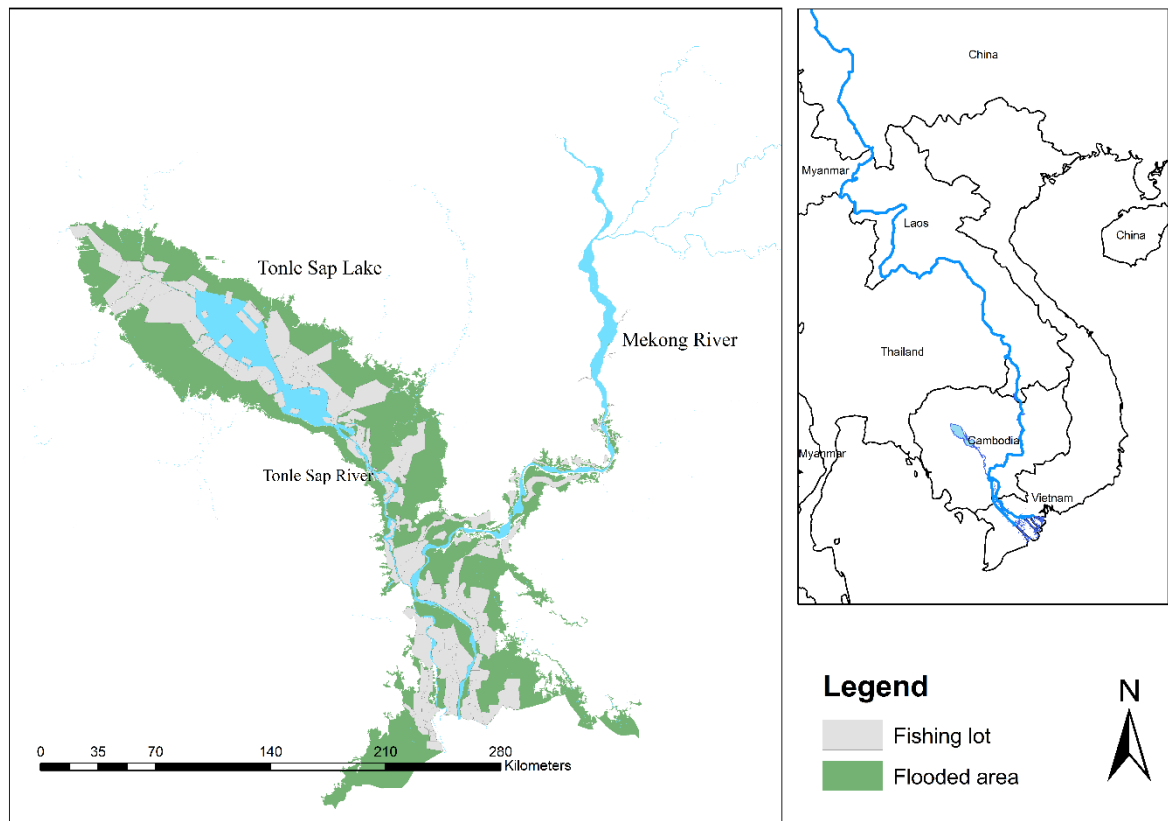 Tonle Sap Lake
Mekong River
Tonle Sap River
0 35 70 140 210 280
Kilometers
China
Myanmar
Laos
China
Thailand
Cambodia
Myanmar
Vietnam
Legend
Fishing lot
Flooded area
N